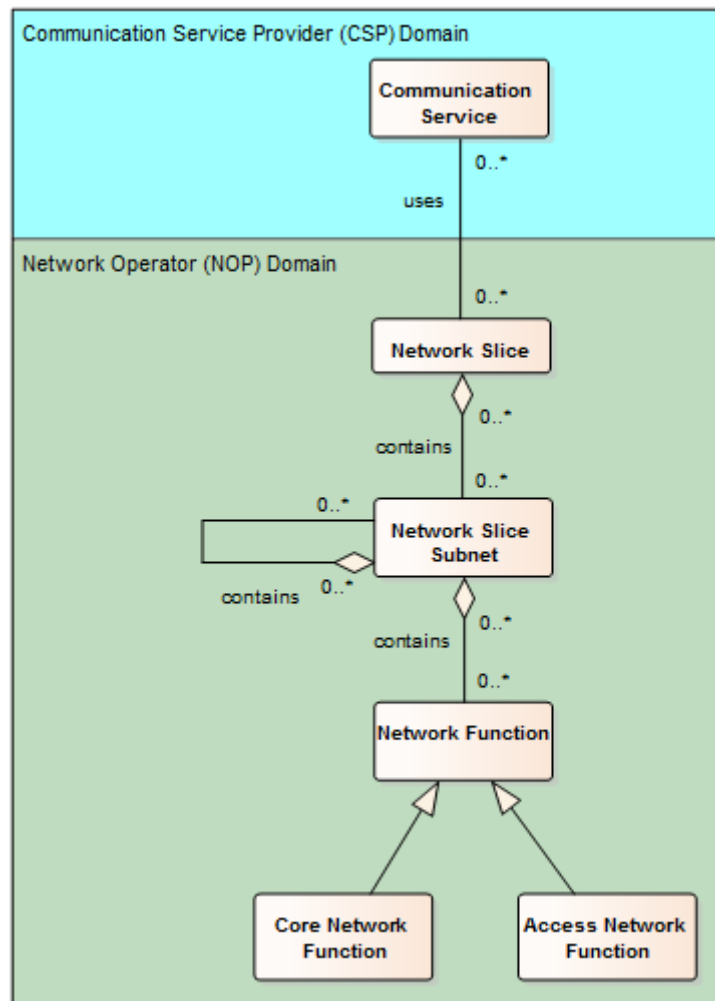 Communication Service Provider (CSP) Domain
Communication
Service
0..*
uses
Network Operator (NOP) Domain
0..*
Network Slice
0..*
contains
0..*
0..*
Network Slice
Subnet
0..*
contains
0..*
contains
0..*
Network Function
Core Network
Function
Access Network
Function